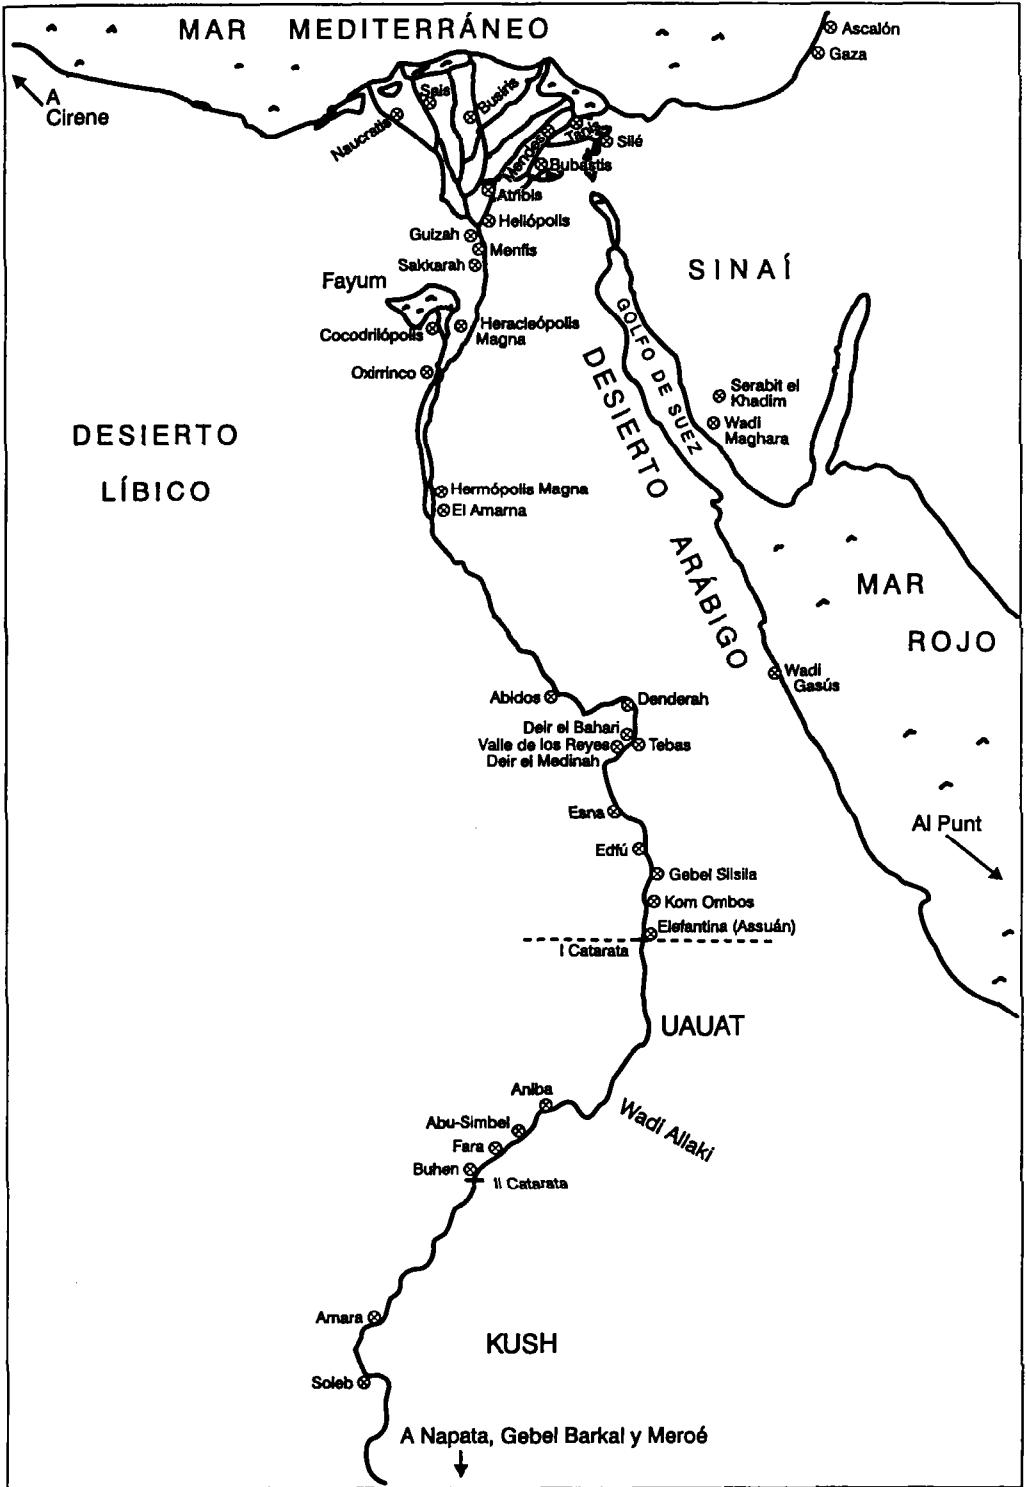 MAR MEDITERRÁNEO
Ascalón
Gaza
A
Cirene
Sais
Busiris
Naucratis
Tanis
Silé
Mendes
Bubastis
Atribis
Heliópolis
Guizah
Menfis
Sakkarah
SINAÍ
Fayum
GOLFO DE SUEZ
Cocodrilópolis
Heracleópolis
Magna
Oxirrinco
DESIERTO ARÁBIGO
Serabit el
Khadim
Wadi
Maghara
DESIERTO
LÍBICO
Hermópolis Magna
El Amarna
MAR
ROJO
Wadi
Gasús
Abidos
Denderah
Deir el Bahari
Valle de los Reyes
Tebas
Deir el Medinah
Esna
Al Punt
Edfú
Gebel Silsila
Kom Ombos
Elefantina (Assuán)
I Catarata
UAUAT
Aniba
Wadi Allaki
Abu-Simbel
Fara
Buhen
II Catarata
Amara
KUSH
Soleb
A Napata, Gebel Barkal y Meroé